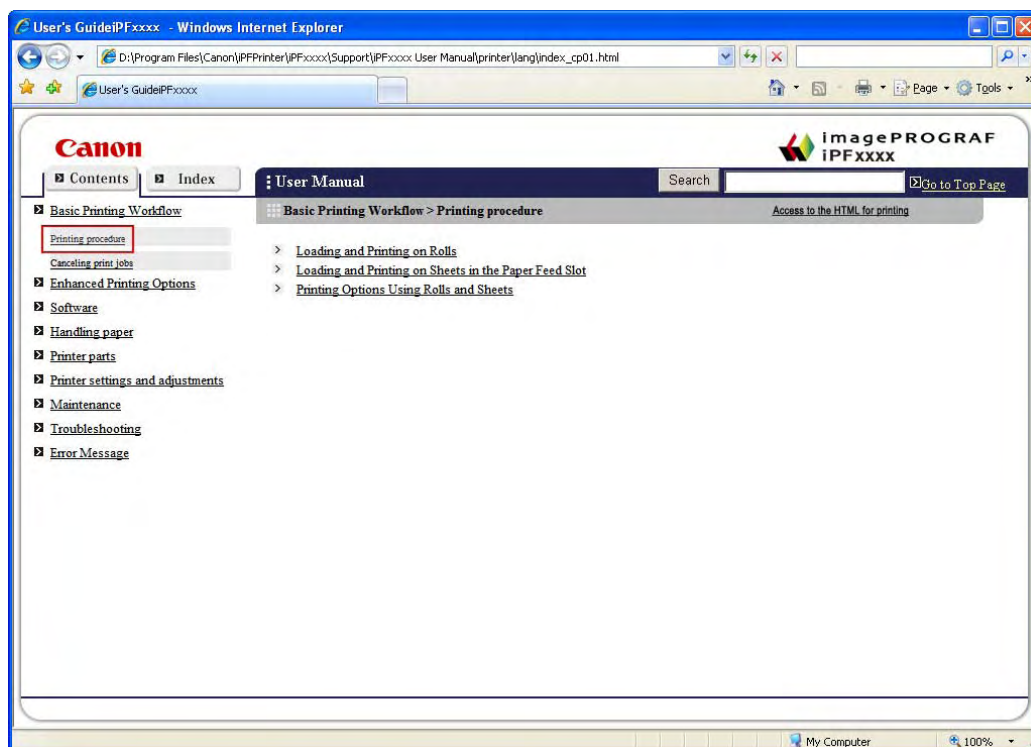 User's GuideiPFxxxx - Windows Internet Explorer
D:\Program Files\Canon\iPFPrinter\iPFxxxx\Support\iPFxxxx User Manual\printer\lang\index_cp01.html
User's GuideiPFxxxx
Page
Tools
Canon
imagePROGRAF
iPFxxxx
Contents
Index
User Manual
Search
Go to Top Page
Basic Printing Workflow
Basic Printing Workflow > Printing procedure
Access to the HTML for printing
Printing procedure
Canceling print jobs
Enhanced Printing Options
Software
Handling paper
Printer parts
Printer settings and adjustments
Maintenance
Troubleshooting
Error Message
> Loading and Printing on Rolls
> Loading and Printing on Sheets in the Paper Feed Slot
> Printing Options Using Rolls and Sheets
My Computer
100%